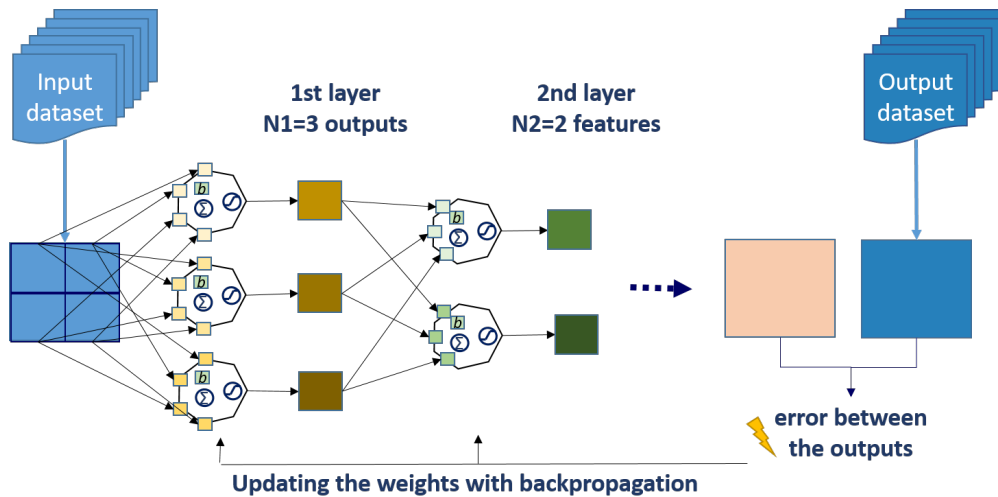 Input
dataset
1st layer
N1=3 outputs
2nd layer
N2=2 features
Output
dataset
b
Σ
b
Σ
b
Σ
b
Σ
b
Σ
error between
the outputs
Updating the weights with backpropagation